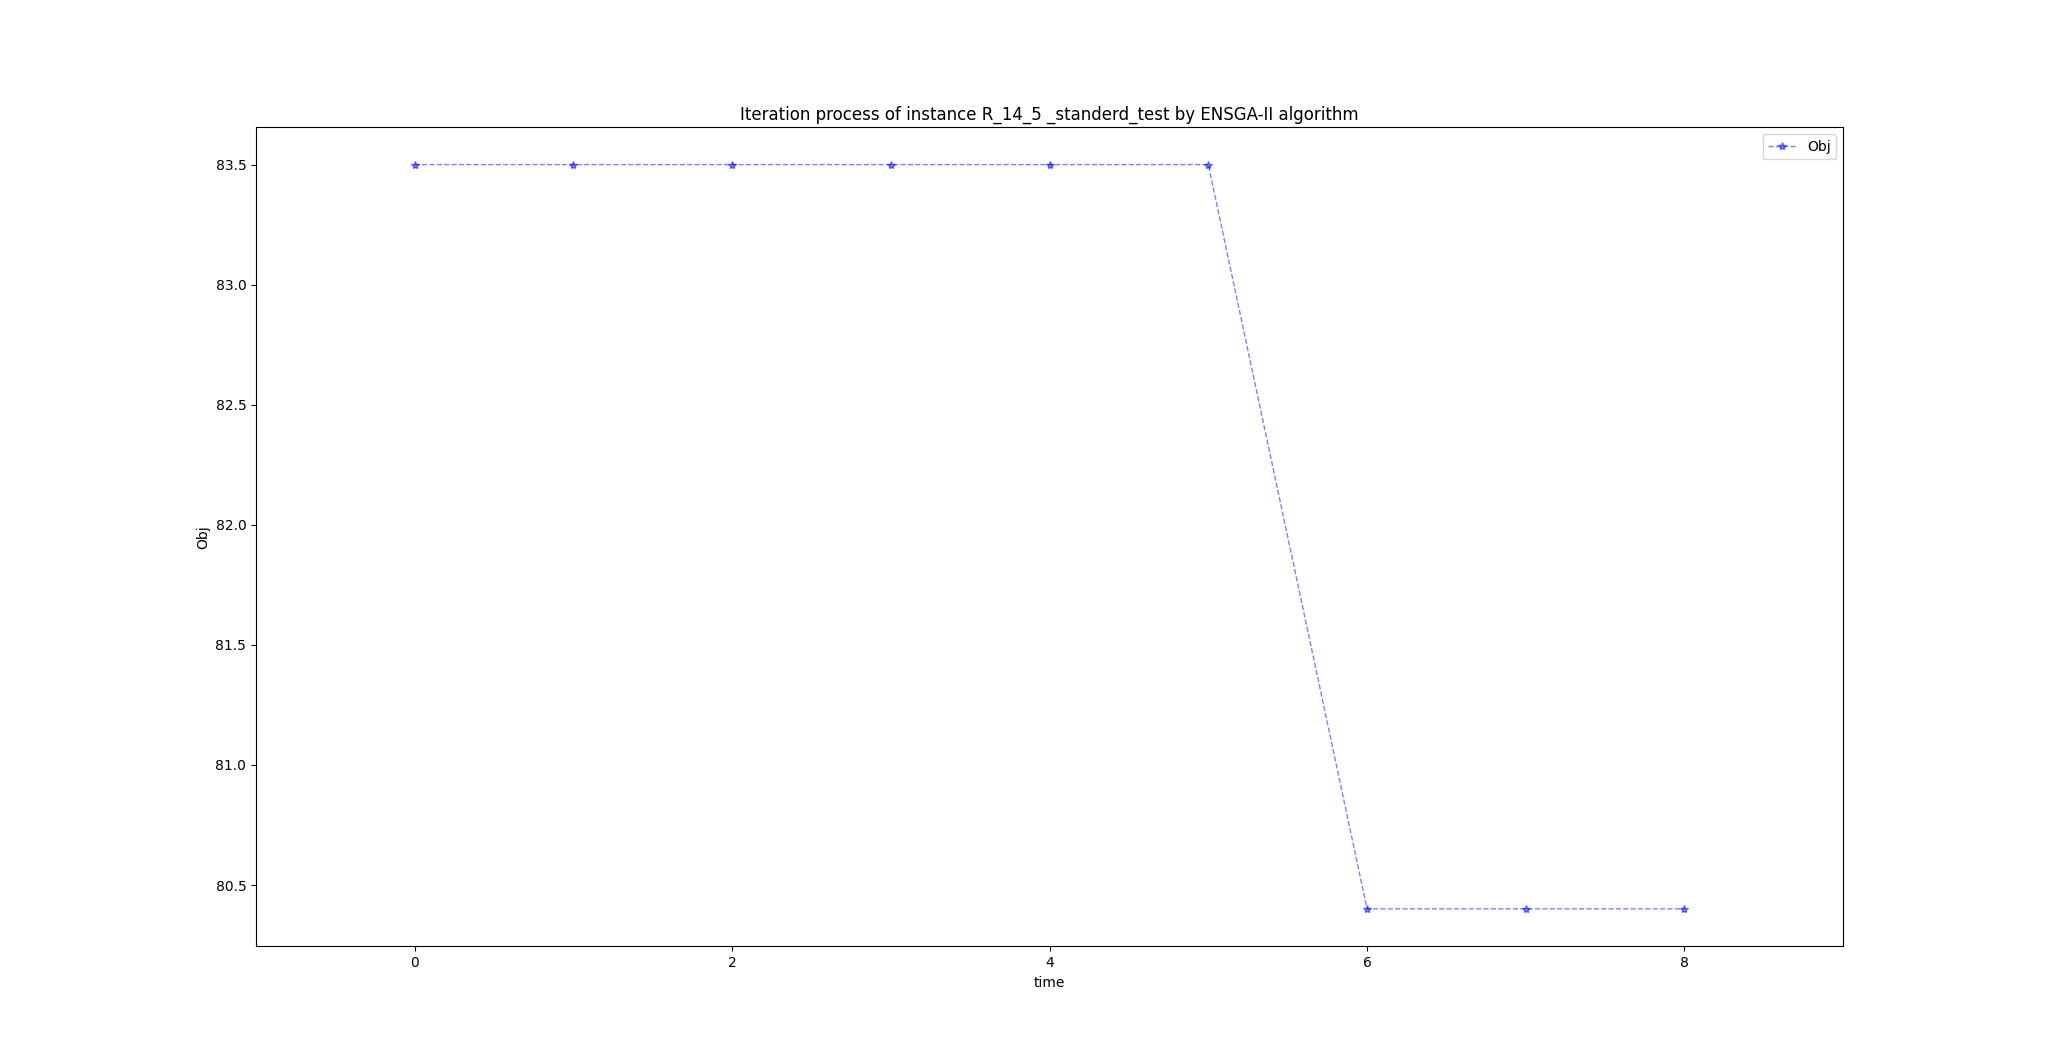 Iteration process of instance R_14_5 _standerd_test by ENSGA-II algorithm
Obj
83.5
83.0
82.5
82.0
81.5
81.0
80.5
Obj
0 2 4 6 8
time